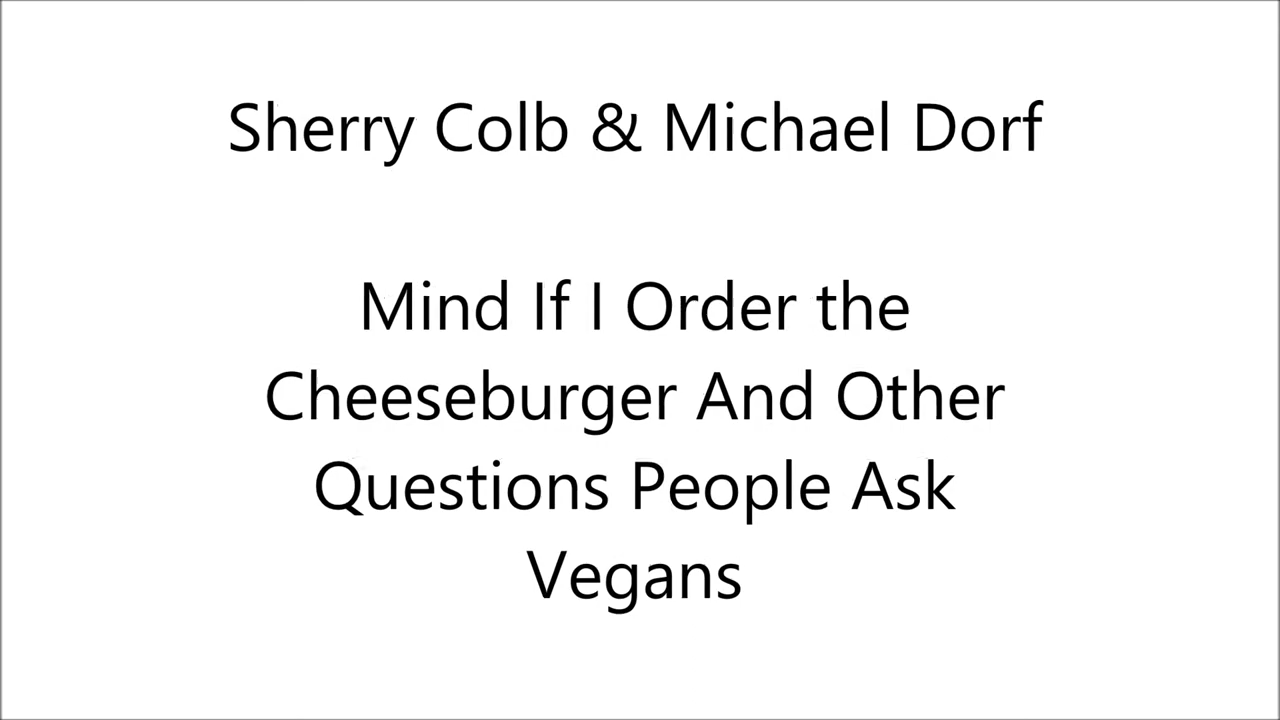 Sherry Colb & Michael Dorf
Mind If I Order the
Cheeseburger And Other
Questions People Ask
Vegans